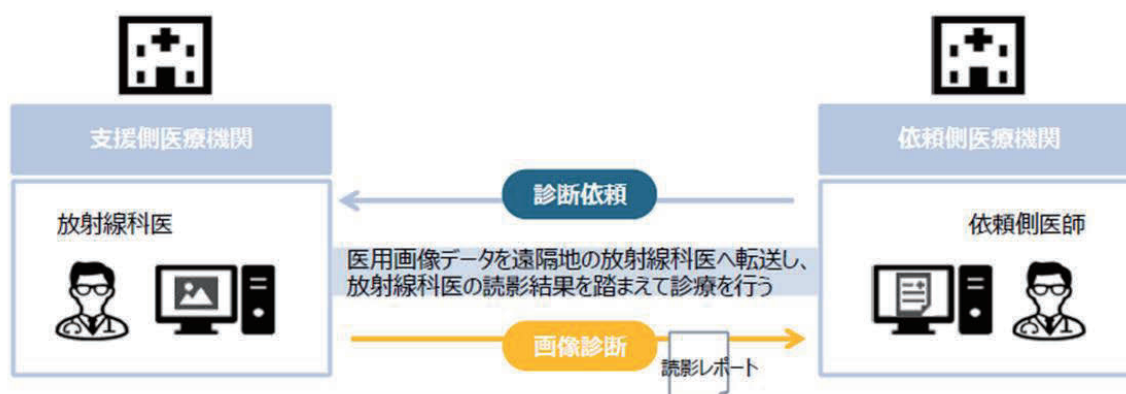 支援側医療機関
依頼側医療機関
放射線科医
診断依頼
依頼側医師
医用画像データを遠隔地の放射線科医へ転送し、
放射線科医の読影結果を踏まえて診療を行う
画像診断
読影レポート